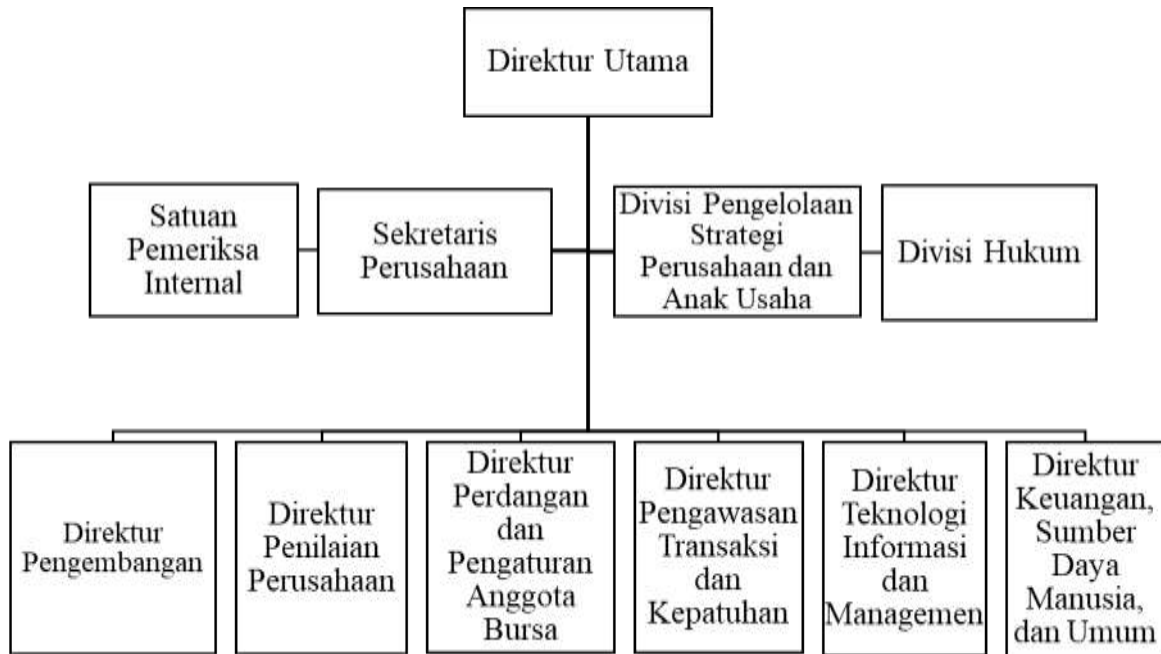 Direktur Utama
Satuan
Pemeriksa
Internal
Sekretaris
Perusahaan
Divisi Pengelolaan
Strategi
Perusahaan dan
Anak Usaha
Divisi Hukum
Direktur
Pengembangan
Direktur
Penilaian
Perusahaan
Direktur
Perdangan
dan
Pengaturan
Anggota
Bursa
Direktur
Pengawasan
Transaksi
dan
Kepatuhan
Direktur
Teknologi
Informasi
dan
Managemen
Direktur
Keuangan,
Sumber
Daya
Manusia,
dan Umum